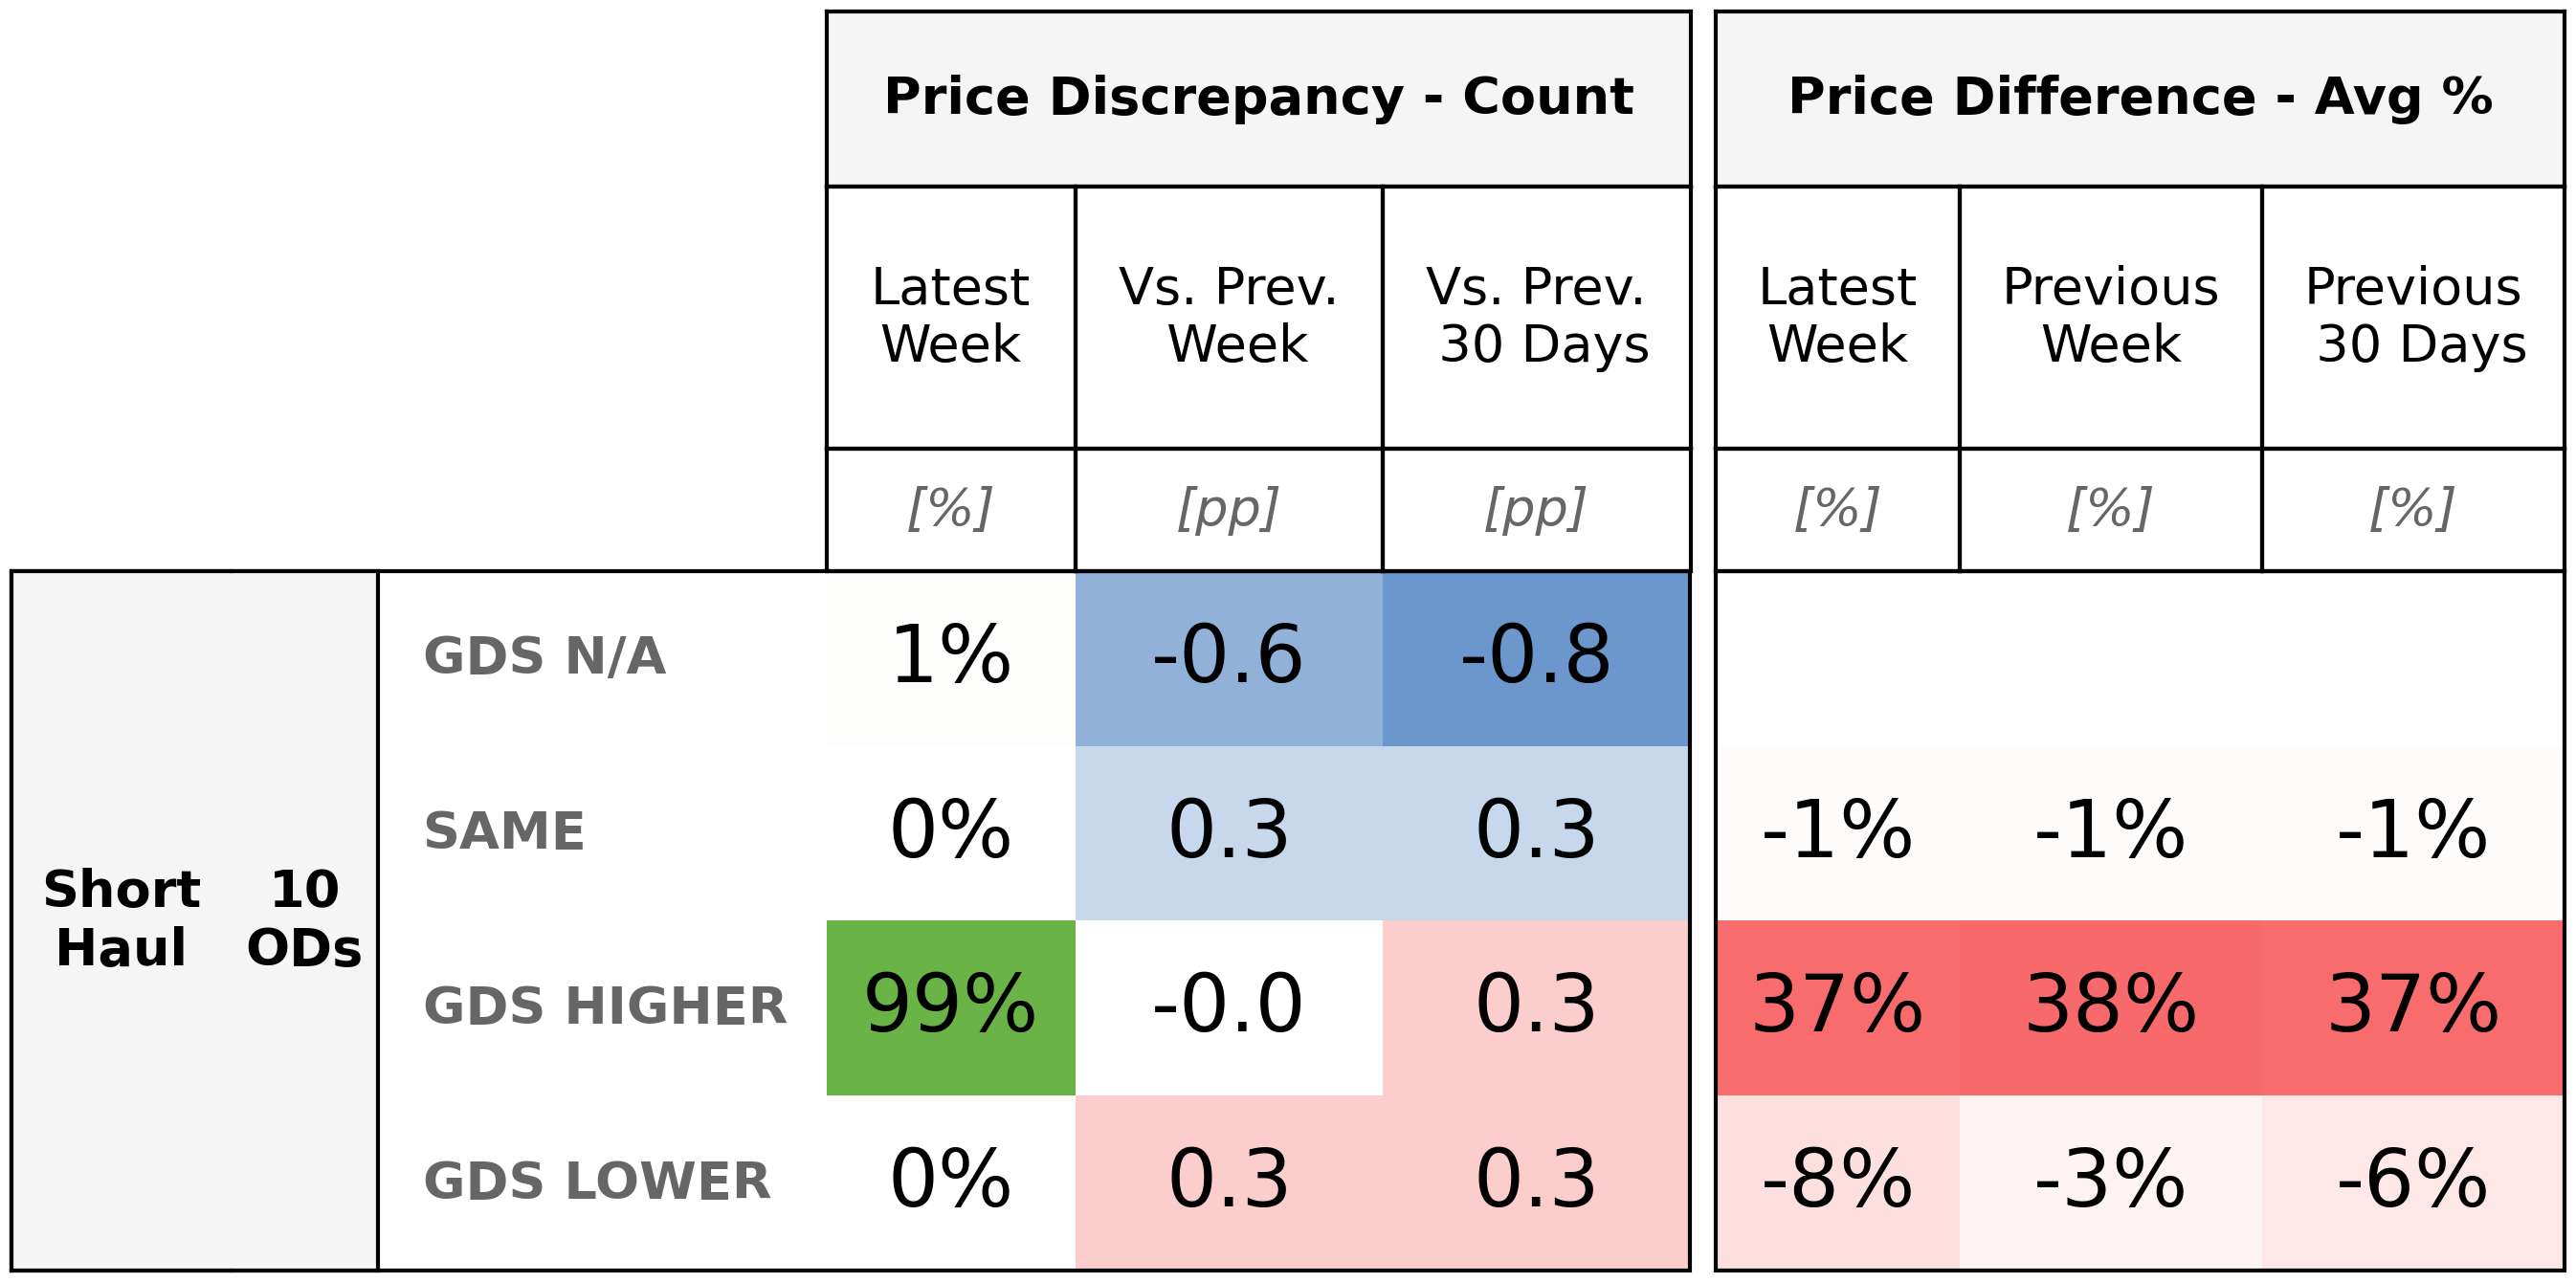 Price Discrepancy - Count Price Difference - Avg %
Latest Week Vs. Prev. Week Vs. Prev. 30 Days Latest Week Previous Week Previous 30 Days
[%] [pp] [pp] [%] [%] [%]
Short Haul 10 ODs
GDS N/A 1% -0.6 -0.8
SAME 0% 0.3 0.3 -1% -1% -1%
GDS HIGHER 99% -0.0 0.3 37% 38% 37%
GDS LOWER 0% 0.3 0.3 -8% -3% -6%